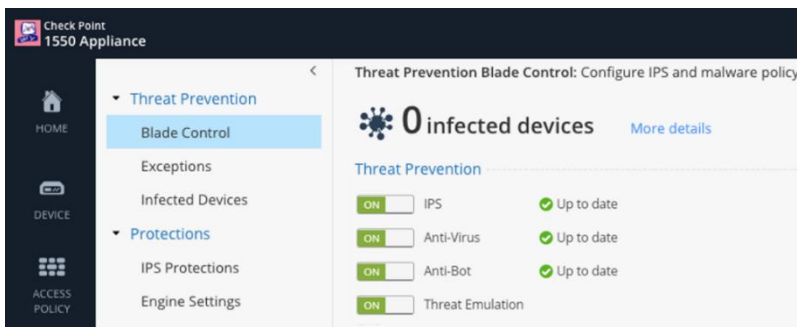 Check Point
1550 Appliance
HOME
DEVICE
ACCESS
POLICY
<
Threat Prevention
Blade Control
Exceptions
Infected Devices
Protections
IPS Protections
Engine Settings
Threat Prevention Blade Control: Configure IPS and malware policy
0 infected devices More details
Threat Prevention
ON IPS Up to date
ON Anti-Virus Up to date
ON Anti-Bot Up to date
ON Threat Emulation